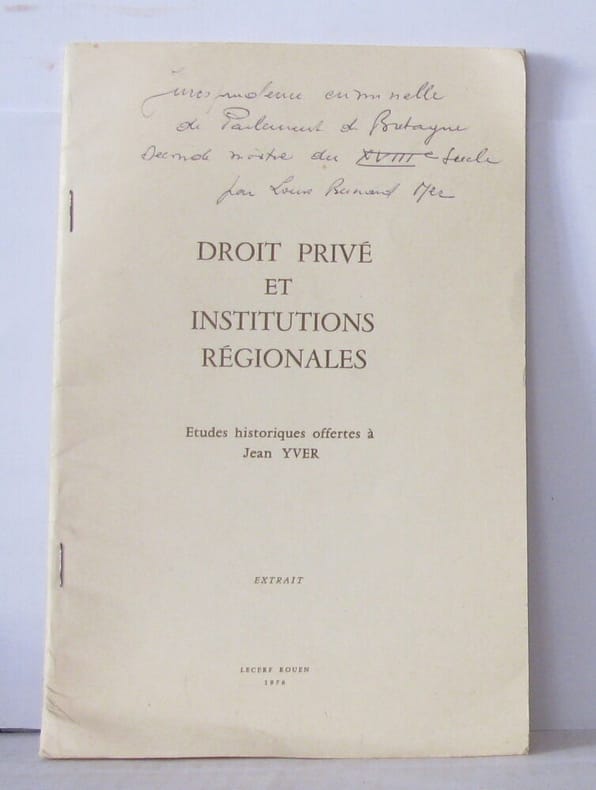 Jurisprudence criminelle
du Parlement de Bretagne
Seconde moitié du XVIIIe siècle
par Louis Bernard Mer
DROIT PRIVÉ
ET
INSTITUTIONS
RÉGIONALES
Etudes historiques offertes à
Jean YVER
EXTRAIT
LECERF ROUEN
1976